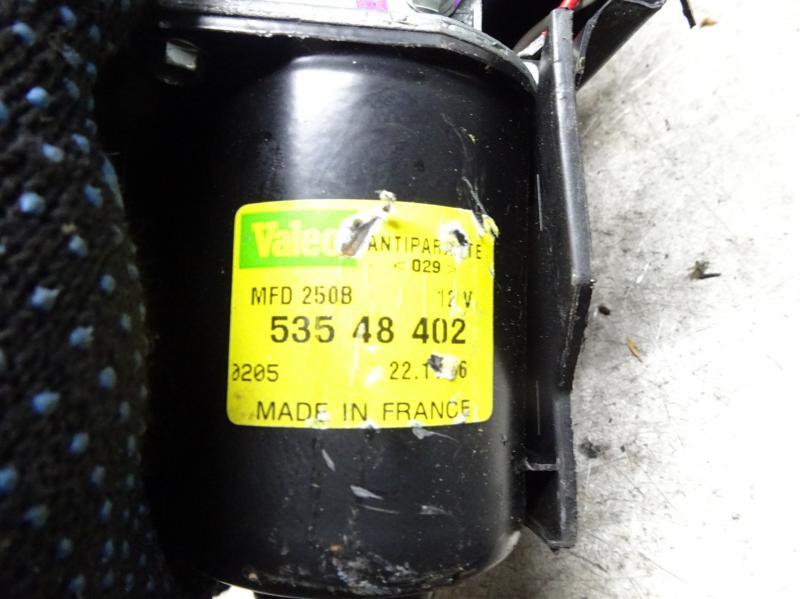 Valeo
< 029 >
MFD 250B 12 V
535 48 402
0205
MADE IN FRANCE